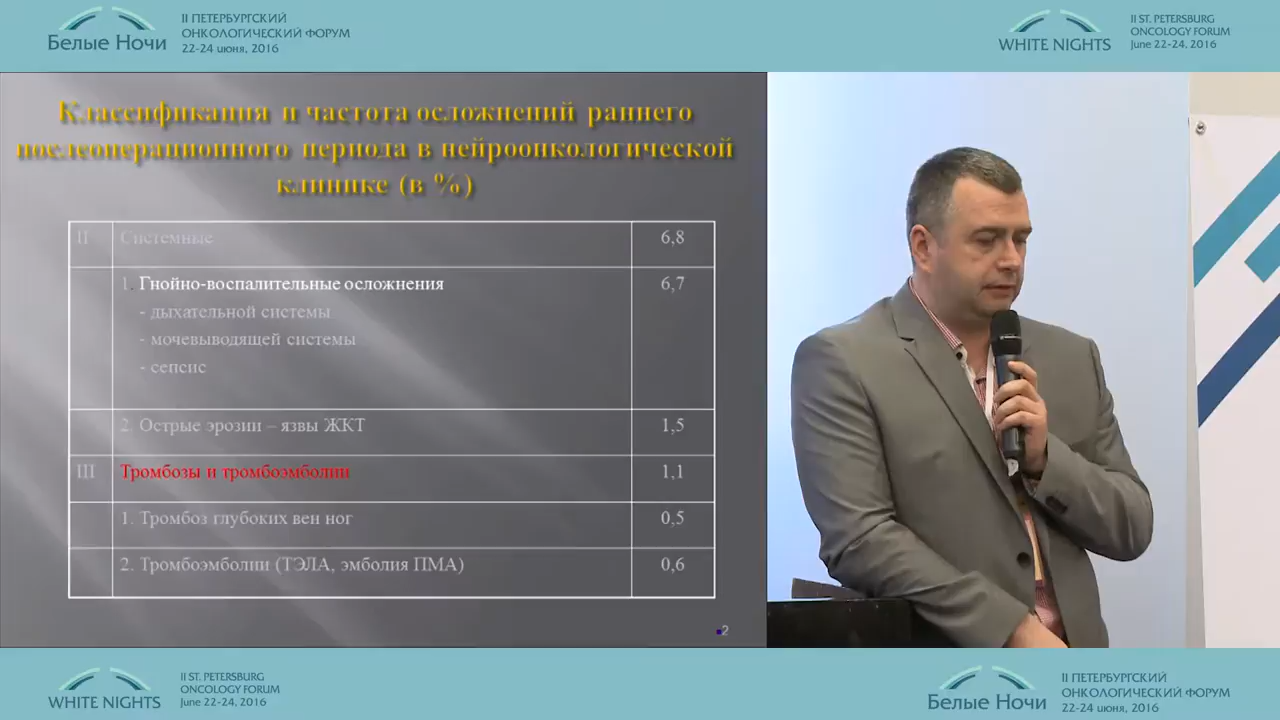 Белые Ночи
II ПЕТЕРБУРГСКИЙ
ОНКОЛОГИЧЕСКИЙ ФОРУМ
22-24 июня, 2016
WHITE NIGHTS
II ST. PETERSBURG
ONCOLOGY FORUM
June 22-24, 2016
Классификация и частота осложнений раннего
послеоперационного периода в нейроонкологической
клинике (в %)
II Системные 6,8
1. Гнойно-воспалительные осложнения 6,7
- дыхательной системы
- мочевыводящей системы
- сепсис
2. Острые эрозии – язвы ЖКТ 1,5
III Тромбозы и тромбоэмболии 1,1
1. Тромбоз глубоких вен ног 0,5
2. Тромбоэмболии (ТЭЛА, эмболия ПМА) 0,6
2
WHITE NIGHTS
II ST. PETERSBURG
ONCOLOGY FORUM
June 22-24, 2016
Белые Ночи
II ПЕТЕРБУРГСКИЙ
ОНКОЛОГИЧЕСКИЙ ФОРУМ
22-24 июня, 2016